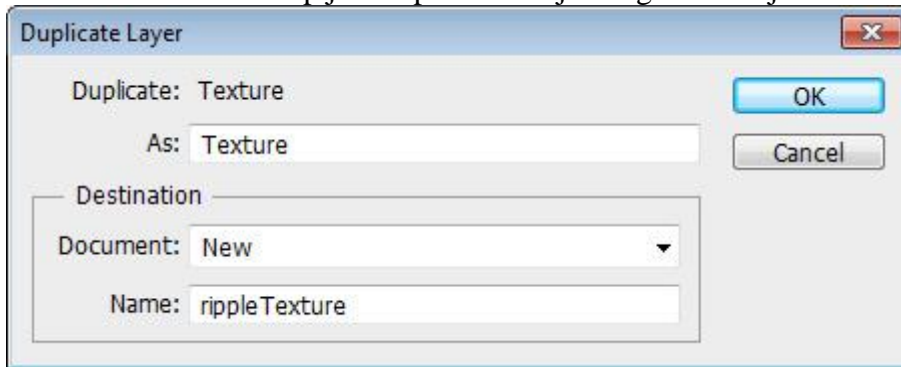 Duplicate Layer
Duplicate: Texture
OK
As: Texture
Cancel
Destination
Document: New
Name: rippleTexture